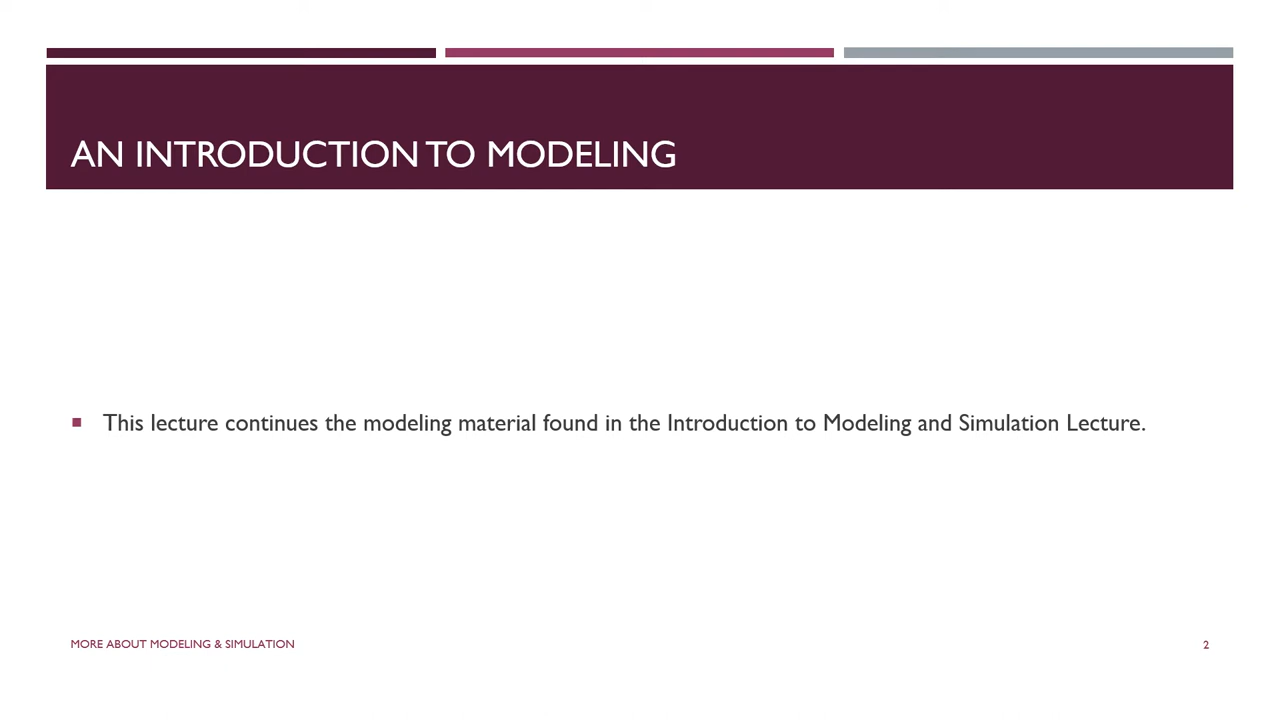 AN INTRODUCTION TO MODELING
This lecture continues the modeling material found in the Introduction to Modeling and Simulation Lecture.
MORE ABOUT MODELING & SIMULATION
2